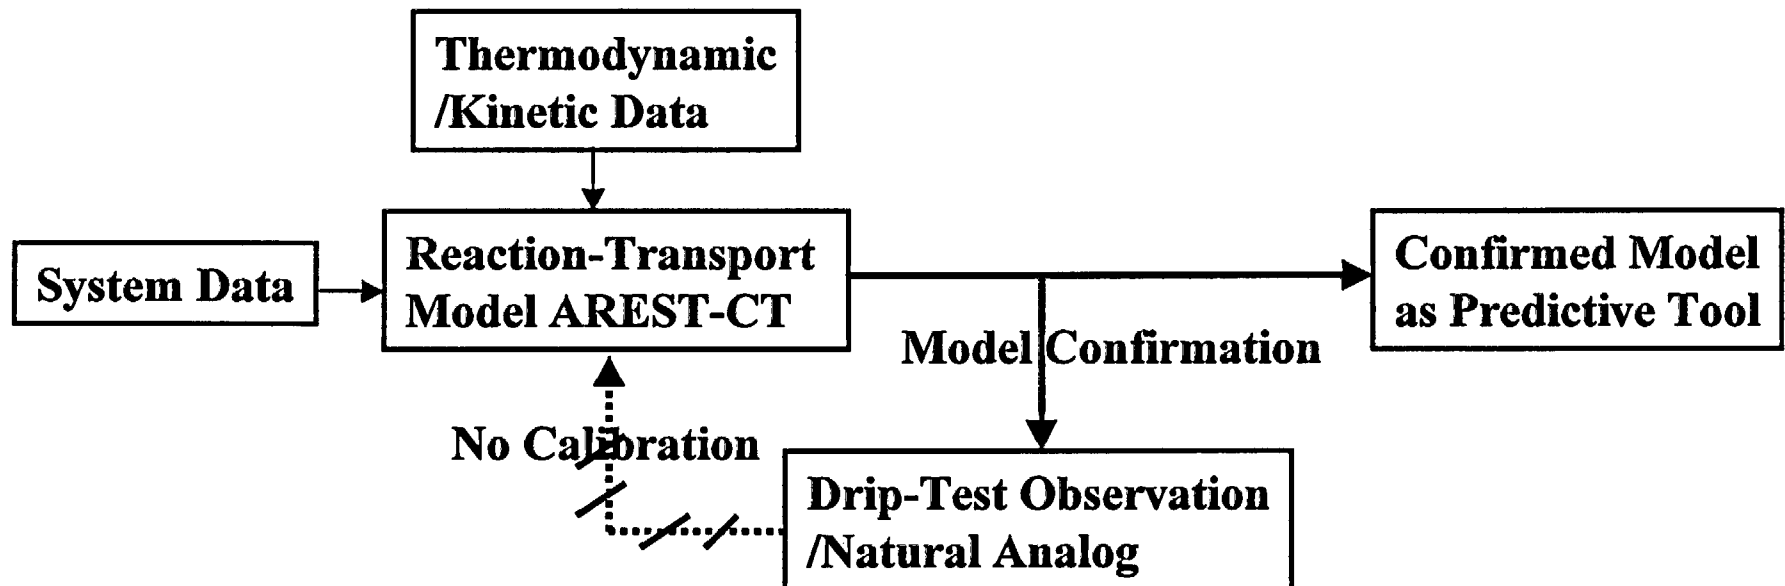 Thermodynamic
/Kinetic Data
System Data
Reaction-Transport
Model AREST-CT
Confirmed Model
as Predictive Tool
Model Confirmation
No Calibration
Drip-Test Observation
/Natural Analog